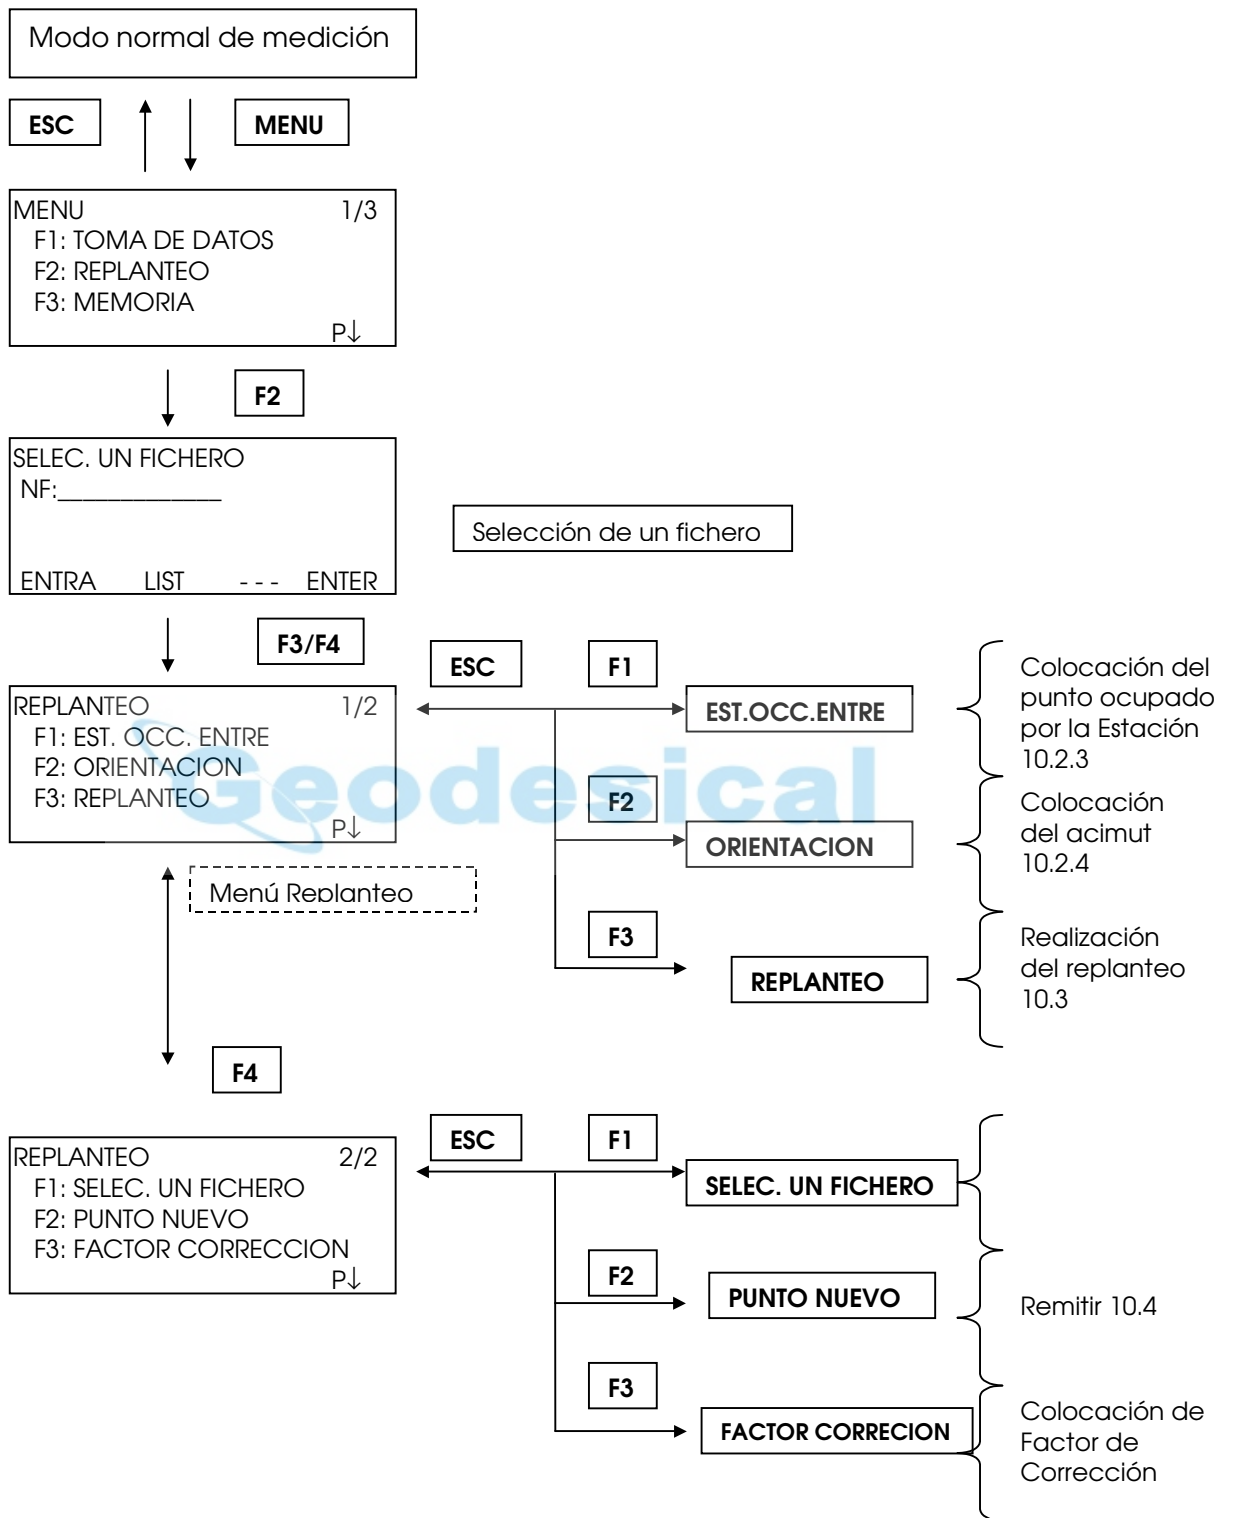 Modo normal de medición
ESC
MENU
MENU 1/3
F1: TOMA DE DATOS
F2: REPLANTEO
F3: MEMORIA
P↓
F2
SELEC. UN FICHERO
NF:_____________
ENTRA LIST - - - ENTER
Selección de un fichero
F3/F4
REPLANTEO 1/2
F1: EST. OCC. ENTRE
F2: ORIENTACION
F3: REPLANTEO
P↓
ESC
F1
EST.OCC.ENTRE
Colocación del
punto ocupado
por la Estación
10.2.3
F2
ORIENTACION
Colocación
del acimut
10.2.4
Geodesical
Menú Replanteo
F3
REPLANTEO
Realización
del replanteo
10.3
F4
REPLANTEO 2/2
F1: SELEC. UN FICHERO
F2: PUNTO NUEVO
F3: FACTOR CORRECCION
P↓
ESC
F1
SELEC. UN FICHERO
F2
PUNTO NUEVO
Remitir 10.4
F3
FACTOR CORRECION
Colocación de
Factor de
Corrección